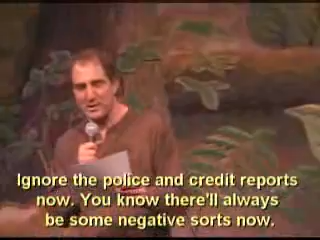 Ignore the police and credit reports
now. You know there'll always
be some negative sorts now.